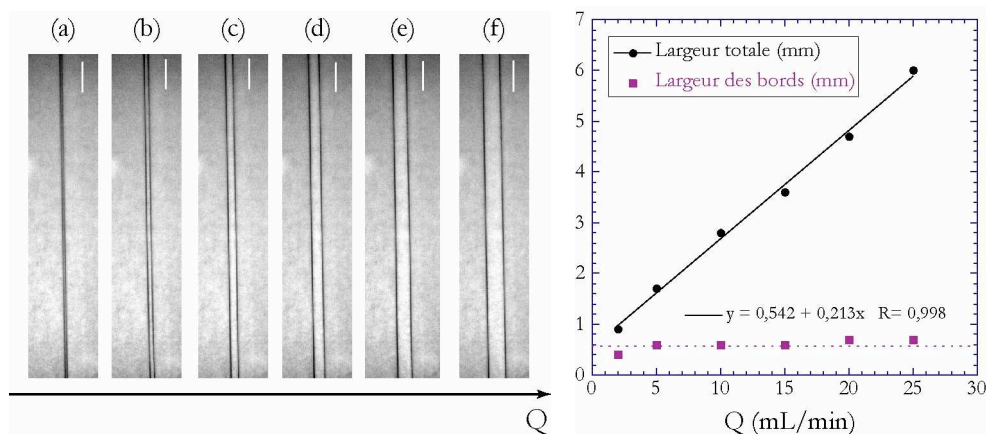 (a) (b) (c) (d) (e) (f)
Q
7
6
5
4
3
2
1
0
Largeur totale (mm)
Largeur des bords (mm)
y = 0,542 + 0,213x R= 0,998
0 5 10 15 20 25 30
Q (mL/min)